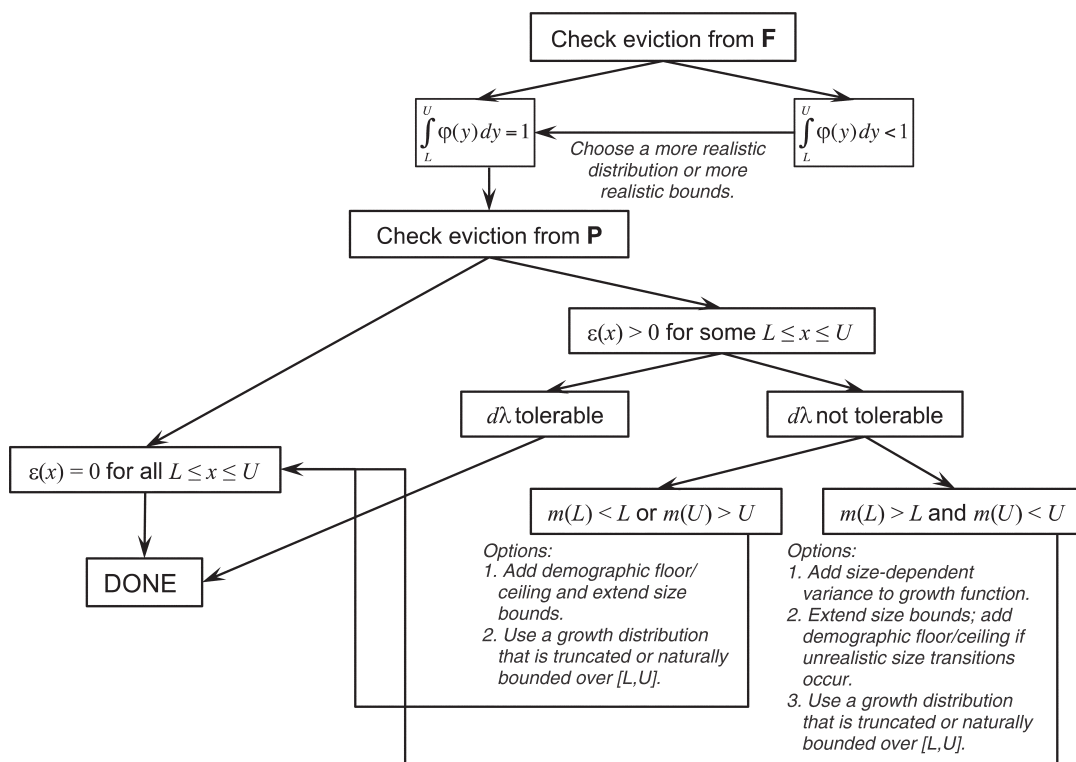 Check eviction from F
U
∫ φ(y) dy = 1
L
U
∫ φ(y) dy < 1
L
Choose a more realistic
distribution or more
realistic bounds.
Check eviction from P
ε(x) > 0 for some L ≤ x ≤ U
dλ tolerable
dλ not tolerable
ε(x) = 0 for all L ≤ x ≤ U
m(L) < L or m(U) > U
m(L) > L and m(U) < U
DONE
Options:
1. Add demographic floor/
ceiling and extend size
bounds.
2. Use a growth distribution
that is truncated or naturally
bounded over [L,U].
Options:
1. Add size-dependent
variance to growth function.
2. Extend size bounds; add
demographic floor/ceiling if
unrealistic size transitions
occur.
3. Use a growth distribution
that is truncated or naturally
bounded over [L,U].